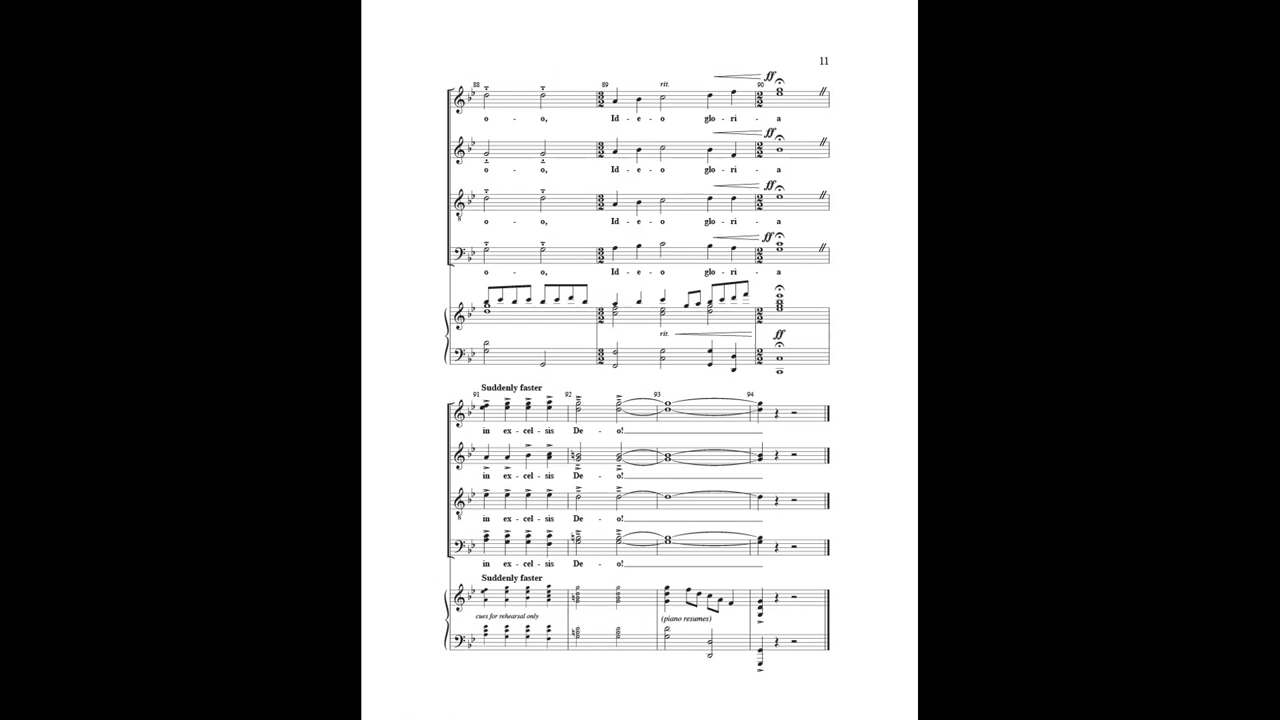 11
88 89 rit. 90 ff
o - o, Id - e - o glo - ri - a
ff
o - o, Id - e - o glo - ri - a
ff
o - o, Id - e - o glo - ri - a
8
ff
o - o, Id - e - o glo - ri - a
rit. ff
Suddenly faster
91 92 93 94
in ex - cel - sis De - o!
in ex - cel - sis De - o!
8
in ex - cel - sis De - o!
in ex - cel - sis De - o!
Suddenly faster
cues for rehearsal only (piano resumes)